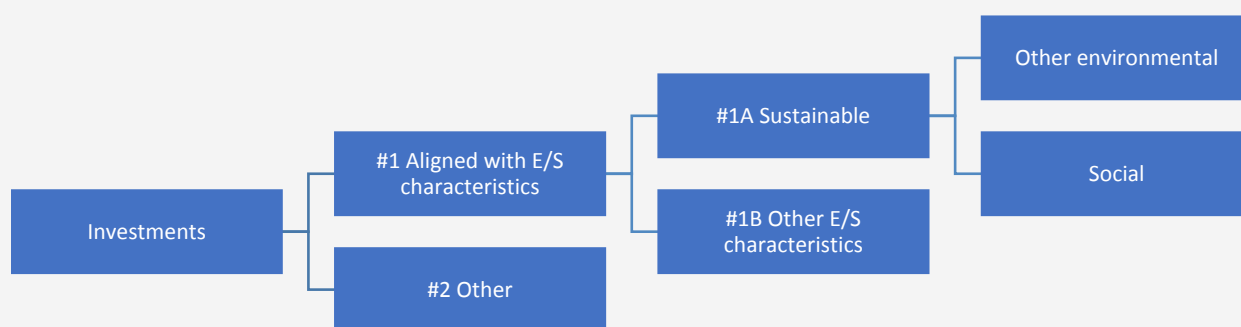 Investments
#1 Aligned with E/S
characteristics
#2 Other
#1A Sustainable
#1B Other E/S
characteristics
Other environmental
Social